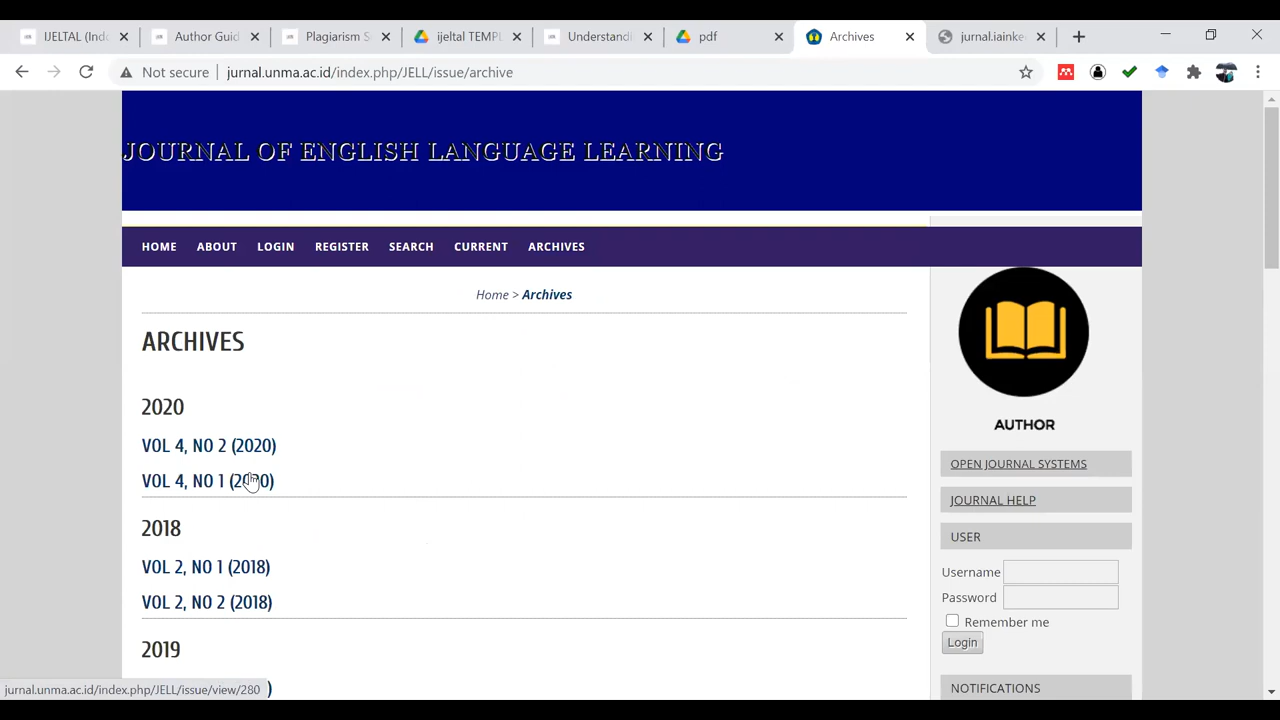 IJELTAL (Ind
Author Guid
Plagiarism S
ijeltal TEMPL
Understandi
pdf
Archives
jurnal.iainke
Not secure
jurnal.unma.ac.id/index.php/JELL/issue/archive
JOURNAL OF ENGLISH LANGUAGE LEARNING
HOME ABOUT LOGIN REGISTER SEARCH CURRENT ARCHIVES
Home > Archives
ARCHIVES
2020
VOL 4, NO 2 (2020)
VOL 4, NO 1 (2020)
2018
VOL 2, NO 1 (2018)
VOL 2, NO 2 (2018)
2019
)
AUTHOR
OPEN JOURNAL SYSTEMS
JOURNAL HELP
USER
Username
Password
Remember me
Login
NOTIFICATIONS
jurnal.unma.ac.id/index.php/JELL/issue/view/280